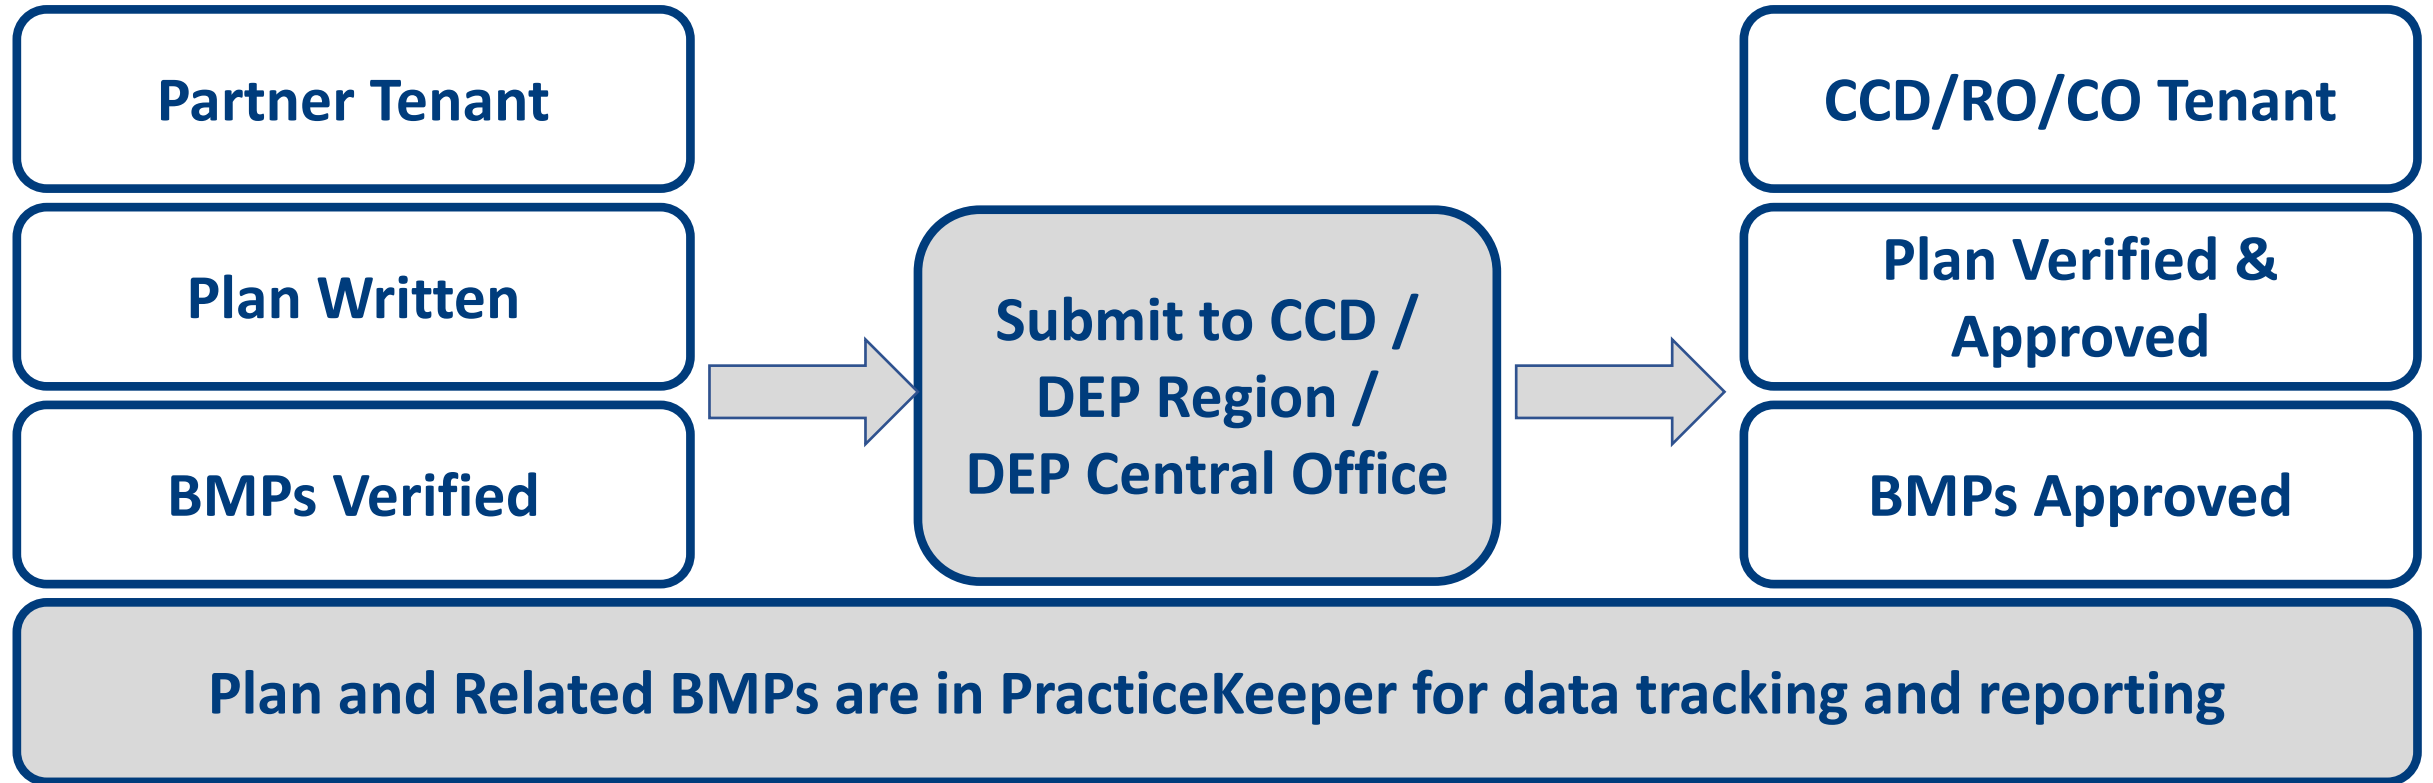 Partner Tenant
Plan Written
BMPs Verified
Submit to CCD /
DEP Region /
DEP Central Office
CCD/RO/CO Tenant
Plan Verified &
Approved
BMPs Approved
Plan and Related BMPs are in PracticeKeeper for data tracking and reporting